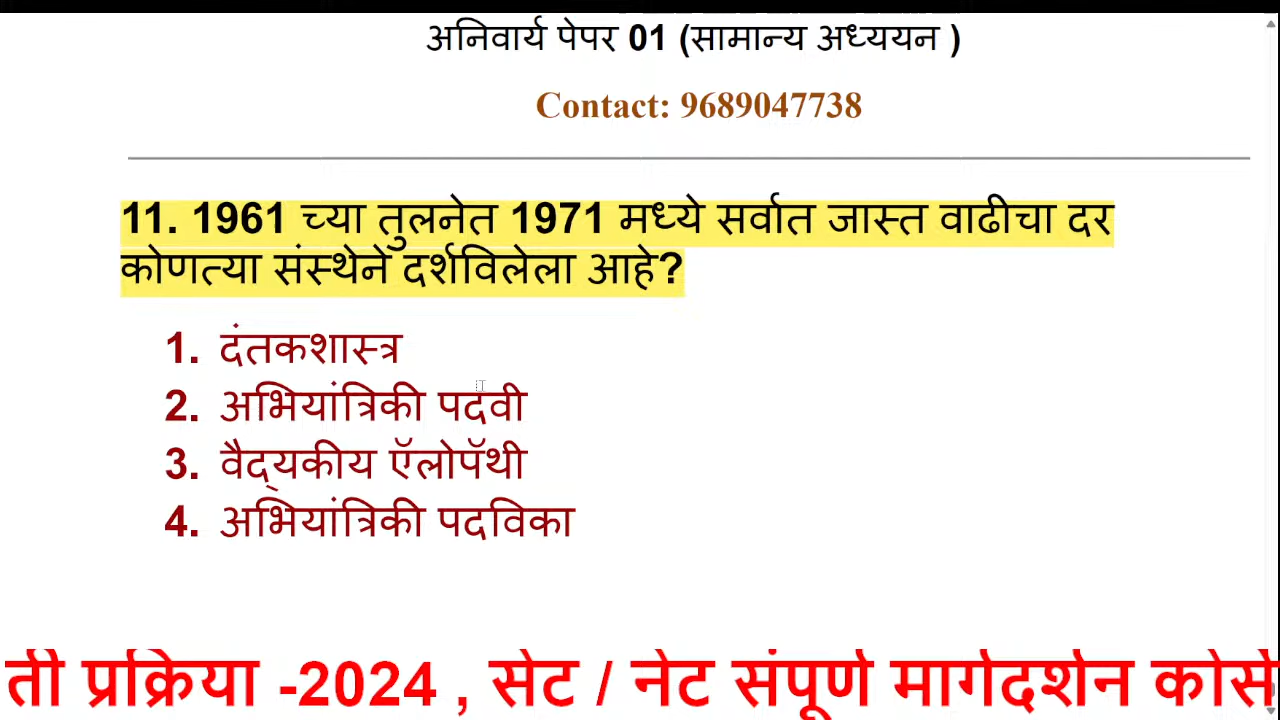 अनिवार्य पेपर 01 (सामान्य अध्ययन )
Contact: 9689047738
11. 1961 च्या तुलनेत 1971 मध्ये सर्वात जास्त वाढीचा दर
कोणत्या संस्थेने दर्शविलेला आहे?
1. दंतकशास्त्र
2. अभियांत्रिकी पदवी
3. वैद्यकीय ऍलोपॅथी
4. अभियांत्रिकी पदविका
ती प्रक्रिया -2024 , सेट / नेट संपूर्ण मार्गदर्शन कोर्स